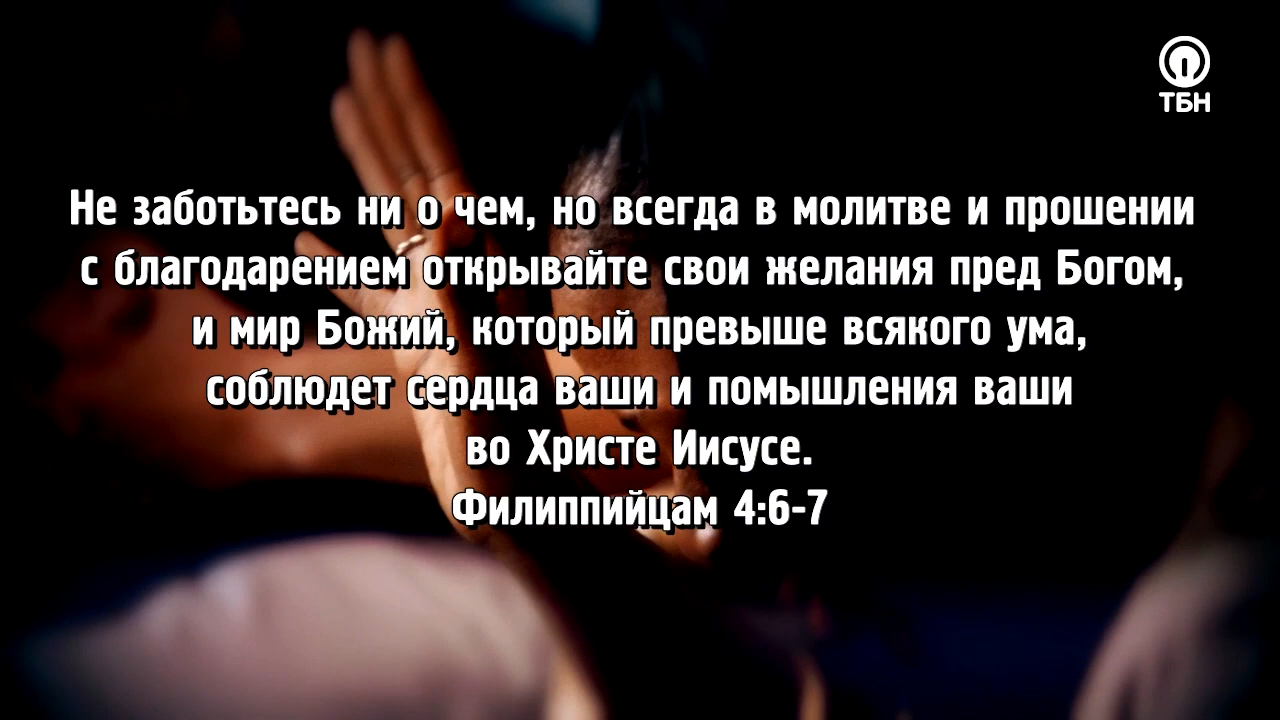 ТБН
Не заботьтесь ни о чем, но всегда в молитве и прошении
с благодарением открывайте свои желания пред Богом,
и мир Божий, который превыше всякого ума,
соблюдет сердца ваши и помышления ваши
во Христе Иисусе.
Филиппийцам 4:6-7